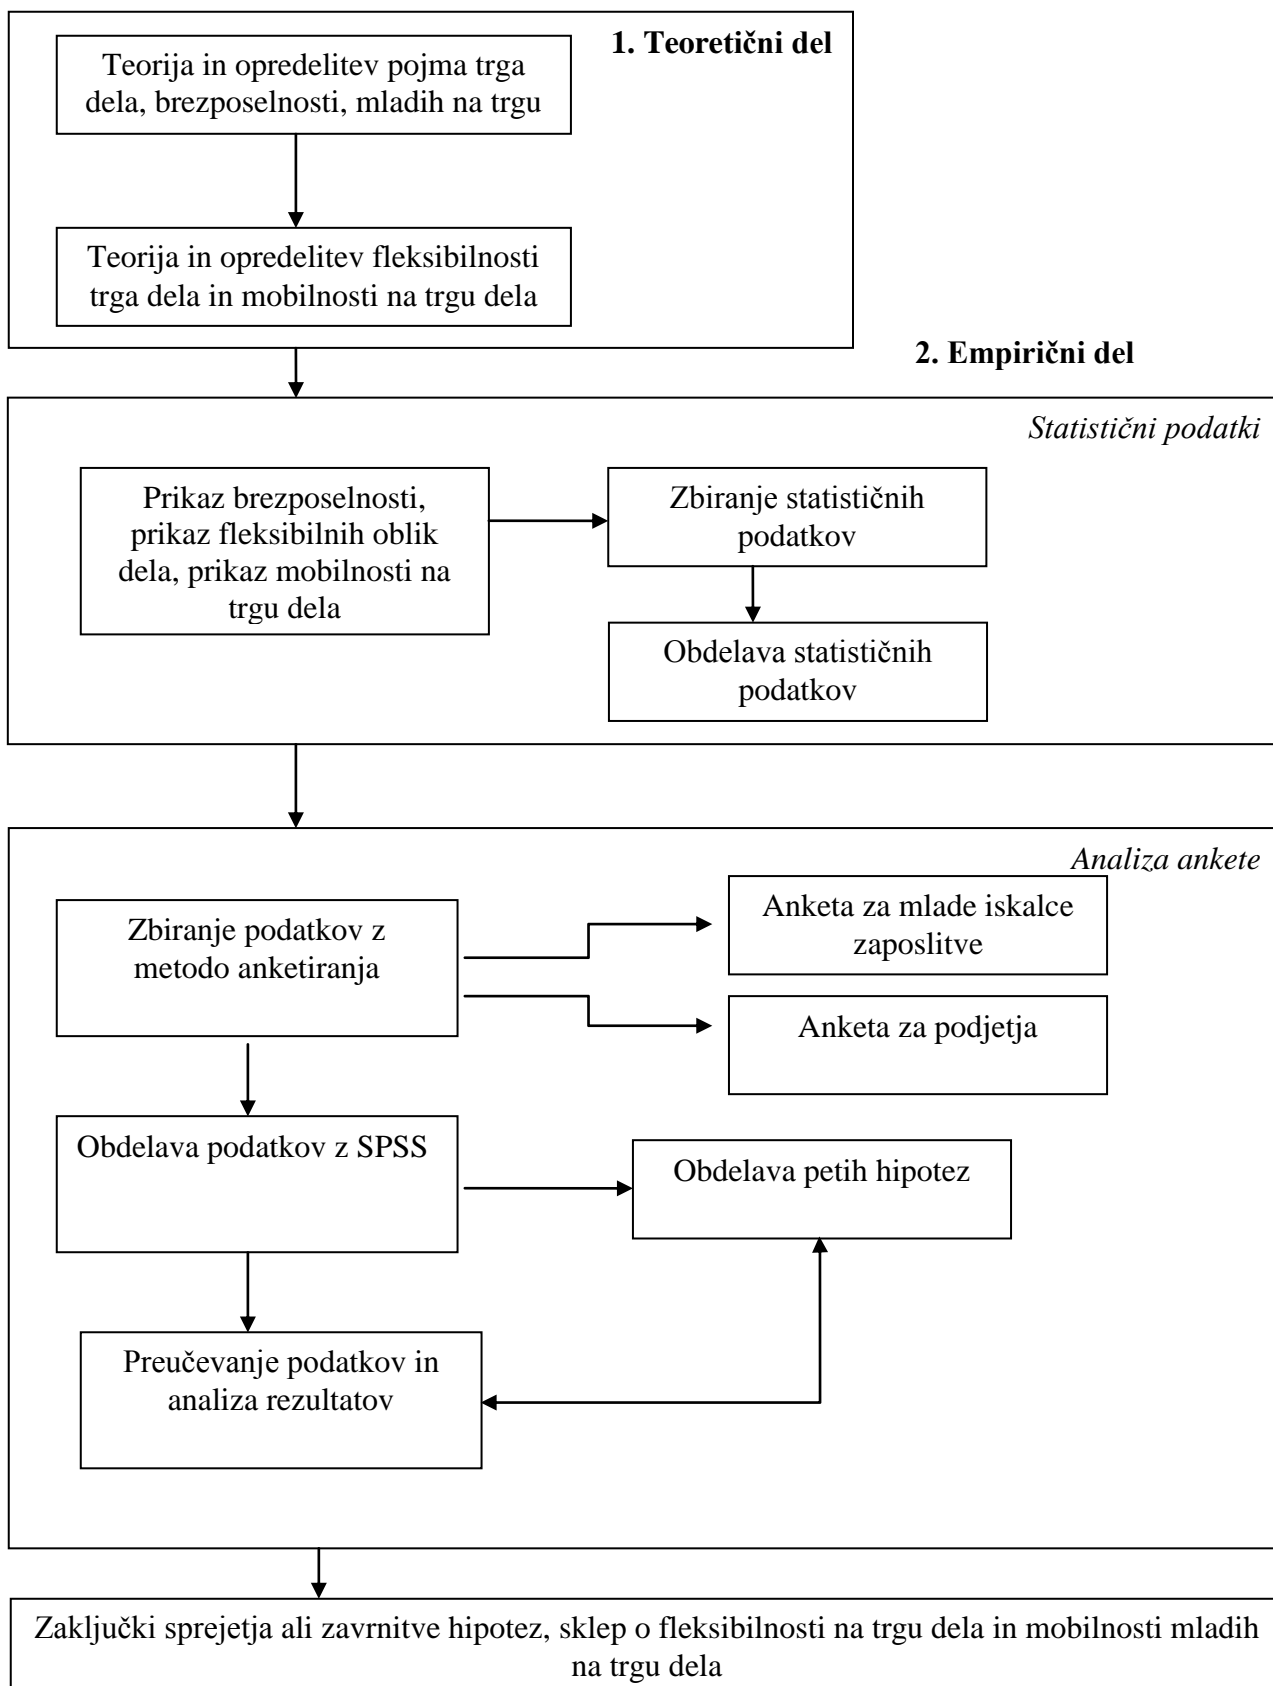 1. Teoretični del
Teorija in opredelitev pojma trga
dela, brezposelnosti, mladih na trgu
Teorija in opredelitev fleksibilnosti
trga dela in mobilnosti na trgu dela
2. Empirični del
Statistični podatki
Prikaz brezposelnosti,
prikaz fleksibilnih oblik
dela, prikaz mobilnosti na
trgu dela
Zbiranje statističnih
podatkov
Obdelava statističnih
podatkov
Analiza ankete
Zbiranje podatkov z
metodo anketiranja
Anketa za mlade iskalce
zaposlitve
Anketa za podjetja
Obdelava podatkov z SPSS
Obdelava petih hipotez
Preučevanje podatkov in
analiza rezultatov
Zaključki sprejetja ali zavrnitve hipotez, sklep o fleksibilnosti na trgu dela in mobilnosti mladih
na trgu dela